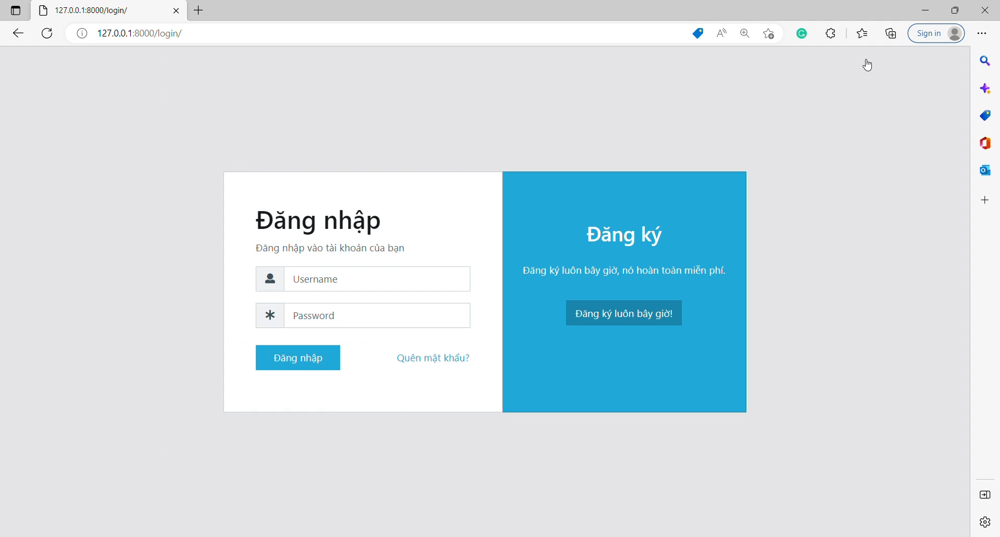 127.0.0.1:8000/login/
127.0.0.1:8000/login/
Sign in
Đăng nhập
Đăng nhập vào tài khoản của bạn
Username
Password
Đăng nhập
Quên mật khẩu?
Đăng ký
Đăng ký luôn bây giờ, nó hoàn toàn miễn phí.
Đăng ký luôn bây giờ!